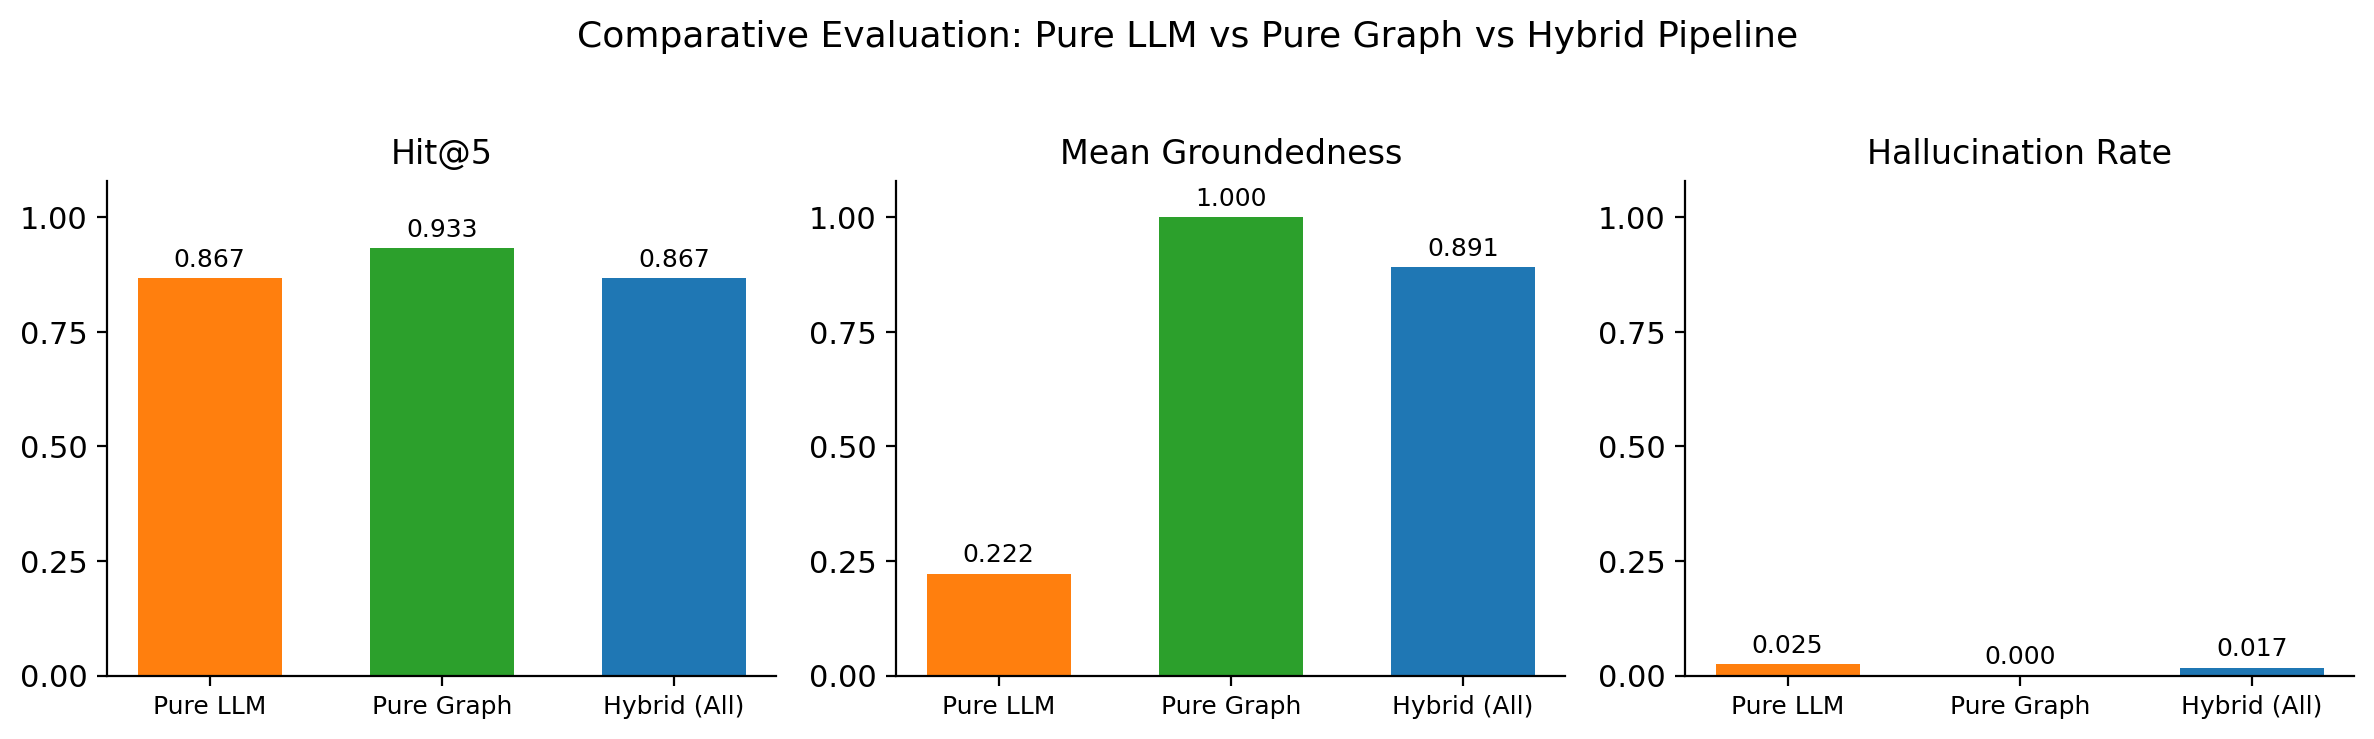 Comparative Evaluation: Pure LLM vs Pure Graph vs Hybrid Pipeline
Hit@5
1.00
0.75
0.50
0.25
0.00
0.867
0.933
0.867
Pure LLM
Pure Graph
Hybrid (All)
Mean Groundedness
1.00
0.75
0.50
0.25
0.00
0.222
1.000
0.891
Pure LLM
Pure Graph
Hybrid (All)
Hallucination Rate
1.00
0.75
0.50
0.25
0.00
0.025
0.000
0.017
Pure LLM
Pure Graph
Hybrid (All)